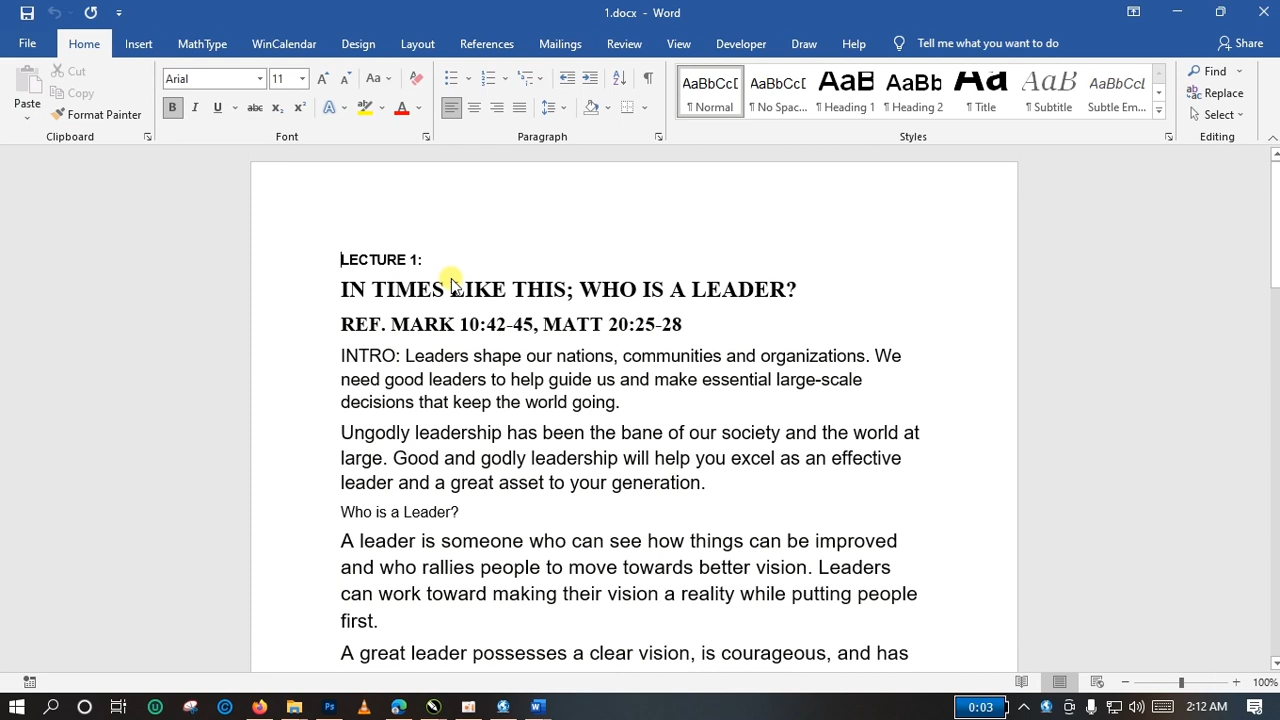 1.docx - Word
File Home Insert MathType WinCalendar Design Layout References Mailings Review View Developer Draw Help Tell me what you want to do Share
Paste
Cut
Copy
Format Painter
Clipboard
Arial 11
Aa
B I U abc x₂ x² A A
Font
Paragraph
AaBbCcD AaBbCcD AaB AaBb Aa AaB AaBbCc
¶ Normal ¶ No Spac... ¶ Heading 1 ¶ Heading 2 ¶ Title ¶ Subtitle Subtle Em...
Styles
Find
Replace
Select
Editing
LECTURE 1:
IN TIMES LIKE THIS; WHO IS A LEADER?
REF. MARK 10:42-45, MATT 20:25-28
INTRO: Leaders shape our nations, communities and organizations. We
need good leaders to help guide us and make essential large-scale
decisions that keep the world going.
Ungodly leadership has been the bane of our society and the world at
large. Good and godly leadership will help you excel as an effective
leader and a great asset to your generation.
Who is a Leader?
A leader is someone who can see how things can be improved
and who rallies people to move towards better vision. Leaders
can work toward making their vision a reality while putting people
first.
A great leader possesses a clear vision, is courageous, and has
100%
0:03 2:12 AM